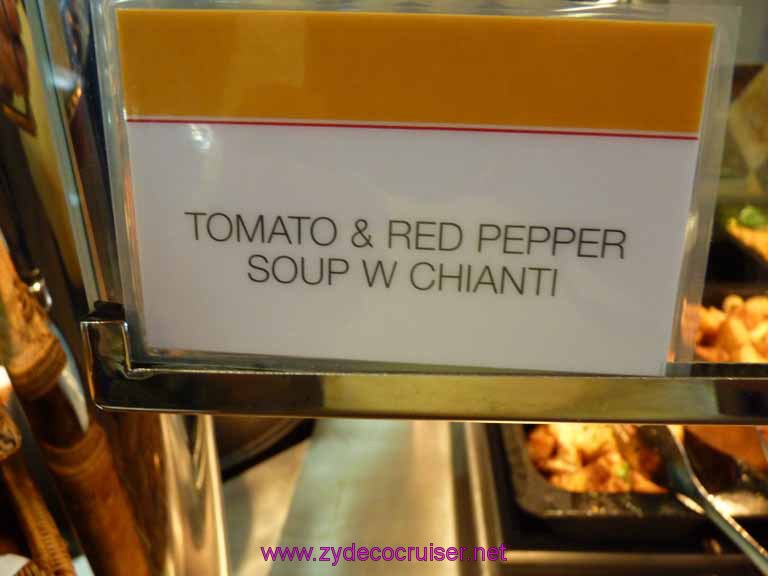 TOMATO & RED PEPPER
SOUP W CHIANTI
www.zydecocruiser.net